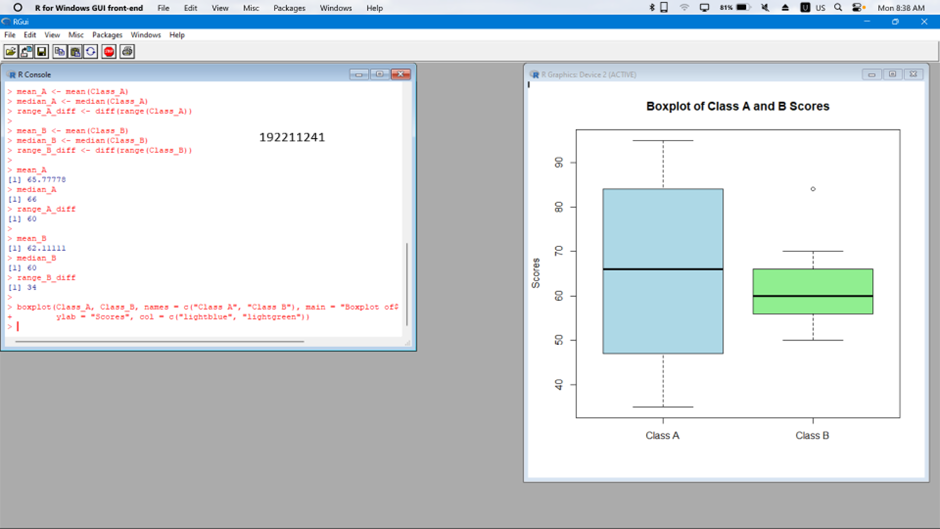 R for Windows GUI front-end File Edit View Misc Packages Windows Help 81% U US Mon 8:38 AM
RGui
File Edit View Misc Packages Windows Help
STOP
R Console
> mean_A <- mean(Class_A)
> median_A <- median(Class_A)
> range_A_diff <- diff(range(Class_A))
>
> mean_B <- mean(Class_B)
> median_B <- median(Class_B)
> range_B_diff <- diff(range(Class_B))
>
> mean_A
[1] 65.77778
> median_A
[1] 66
> range_A_diff
[1] 60
>
> mean_B
[1] 62.11111
> median_B
[1] 60
> range_B_diff
[1] 34
>
> boxplot(Class_A, Class_B, names = c("Class A", "Class B"), main = "Boxplot of$
+ ylab = "Scores", col = c("lightblue", "lightgreen"))
>
192211241
R Graphics: Device 2 (ACTIVE)
Boxplot of Class A and B Scores
Scores
90
80
70
60
50
40
Class A Class B